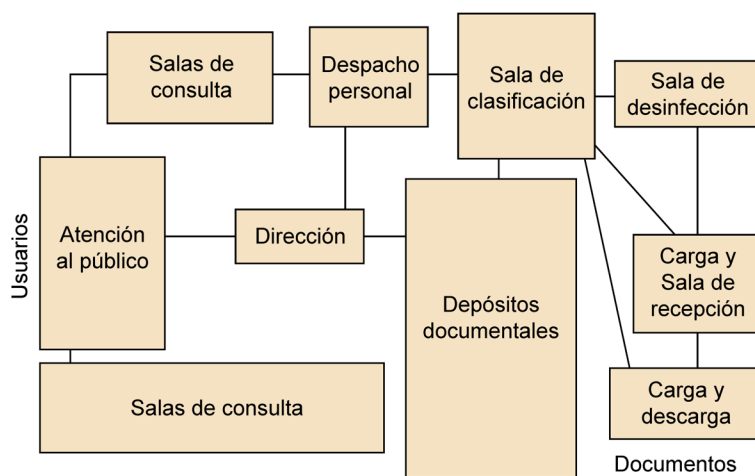 Salas de
consulta
Despacho
personal
Sala de
clasificación
Sala de
desinfección
Usuarios
Atención
al público
Dirección
Depósitos
documentales
Carga y
Sala de
recepción
Salas de consulta
Carga y
descarga
Documentos